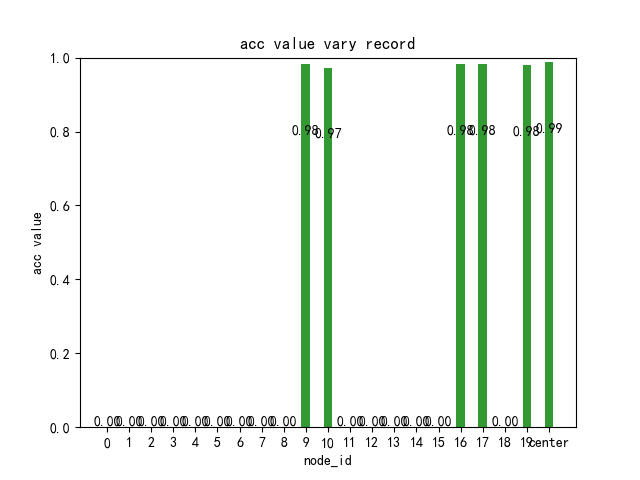 acc value vary record
1.0
0.8
0.6
0.4
0.2
0.0
acc value
0.98 0.97 0.98 0.98 0.98 0.99
0.00 0.00 0.00 0.00 0.00 0.00 0.00 0.00 0.00 0.00 0.00 0.00 0.00 0.00 0.00
0 1 2 3 4 5 6 7 8 9 10 11 12 13 14 15 16 17 18 19 center
node_id